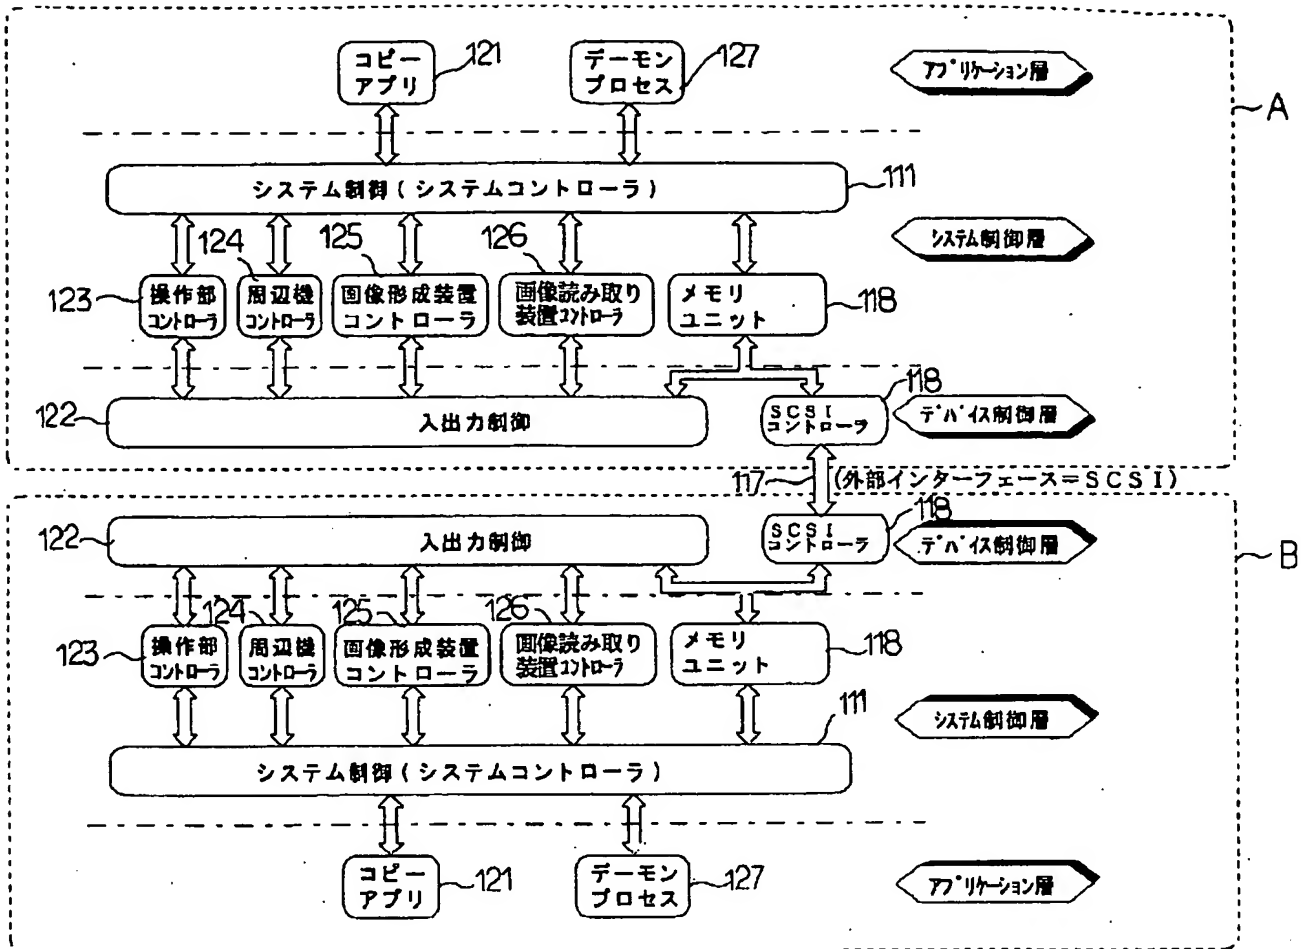 コピー
アプリ
121
デーモン
プロセス
127
アプリケーション層
A
システム制御(システムコントローラ)
111
システム制御層
123
操作部
コントローラ
124
周辺機
コントローラ
125
画像形成装置
コントローラ
126
画像読み取り
装置コントローラ
メモリ
ユニット
118
122
入出力制御
SCSI
コントローラ
118
デバイス制御層
117
(外部インターフェース=SCSI)
122
入出力制御
SCSI
コントローラ
118
デバイス制御層
B
123
操作部
コントローラ
124
周辺機
コントローラ
125
画像形成装置
コントローラ
126
画像読み取り
装置コントローラ
メモリ
ユニット
118
システム制御(システムコントローラ)
111
システム制御層
コピー
アプリ
121
デーモン
プロセス
127
アプリケーション層